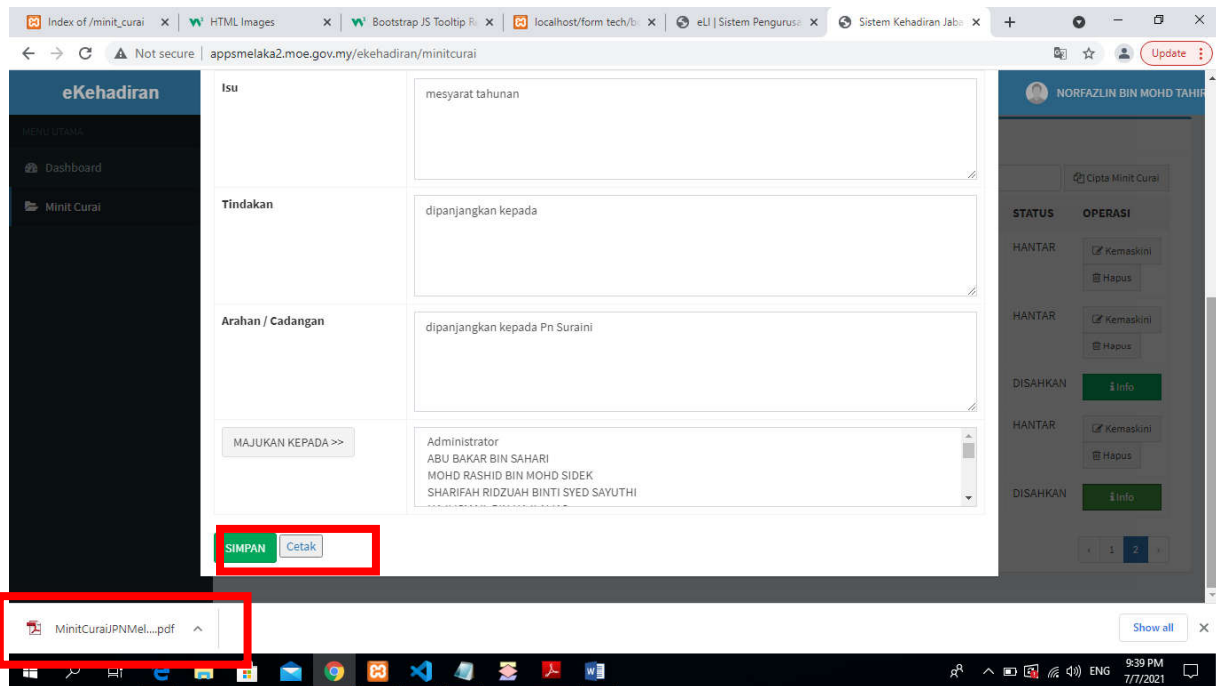 Index of /minit_curai
HTML Images
Bootstrap JS Tooltip R
localhost/form tech/b
eLI | Sistem Pengurusa
Sistem Kehadiran Jaba
Not secure | appsmelaka2.moe.gov.my/ekehadiran/minitcurai
Update
eKehadiran
NORFAZLIN BIN MOHD TAHIR
MENU UTAMA
Dashboard
Minit Curai
Isu
mesyarat tahunan
Cipta Minit Curai
STATUS OPERASI
Tindakan
dipanjangkan kepada
HANTAR Kemaskini
Hapus
Arahan / Cadangan
dipanjangkan kepada Pn Suraini
HANTAR Kemaskini
Hapus
DISAHKAN Info
MAJUKAN KEPADA >>
Administrator
ABU BAKAR BIN SAHARI
MOHD RASHID BIN MOHD SIDEK
SHARIFAH RIDZUAH BINTI SYED SAYUTHI
HANTAR Kemaskini
Hapus
DISAHKAN Info
SIMPAN Cetak
1 2
MinitCuraiJPNMel....pdf
Show all
ENG
9:39 PM
7/7/2021